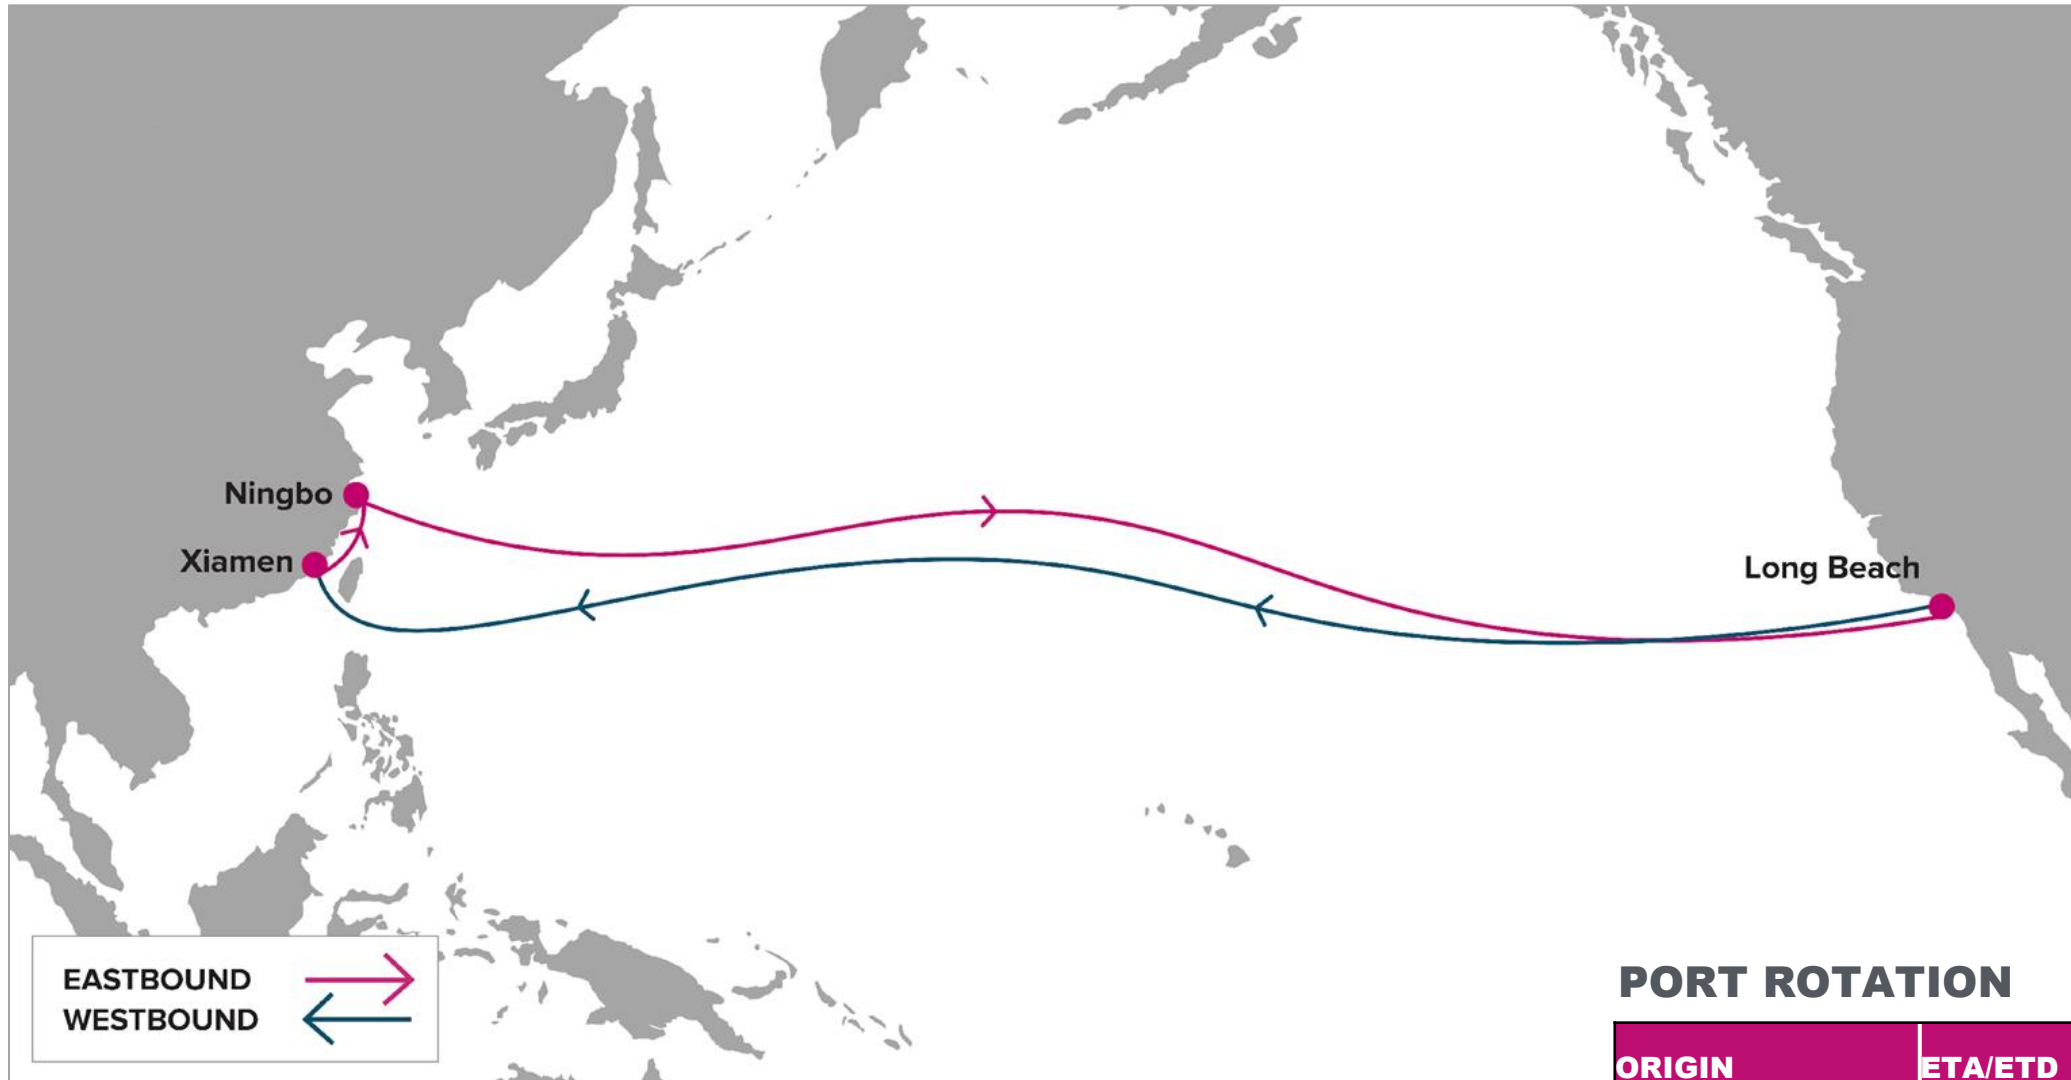 Ningbo
Xiamen
Long Beach
EASTBOUND
WESTBOUND
PORT ROTATION
ORIGIN ETA/ETD